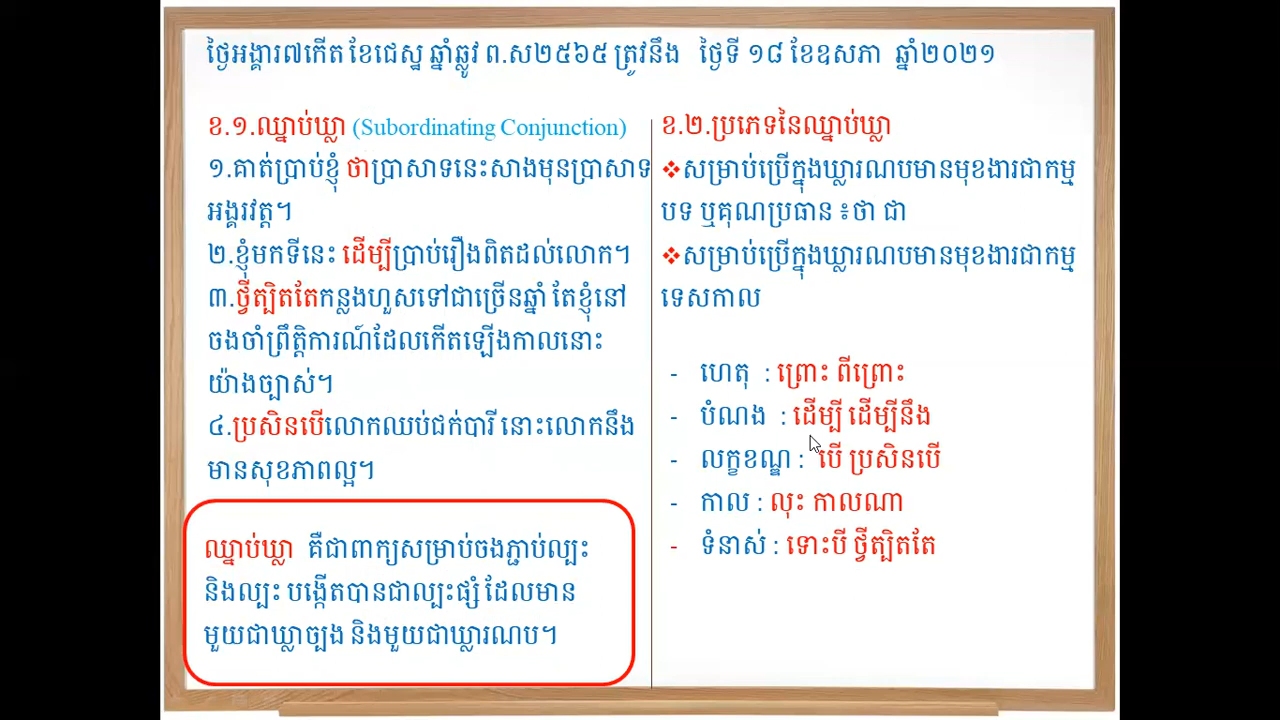 ថ្ងៃអង្គារ៧កើត ខែជេស្ឋ ឆ្នាំឆ្លូវ ព.ស២៥៦៥ ត្រូវនឹង ថ្ងៃទី ១៨ ខែឧសភា ឆ្នាំ២០២១
ខ.១.ឈ្នាប់ឃ្លា (Subordinating Conjunction)
១.គាត់ប្រាប់ខ្ញុំ ថាប្រាសាទនេះសាងមុនប្រាសាទ
អង្គរវត្ត។
២.ខ្ញុំមកទីនេះ ដើម្បីប្រាប់រឿងពិតដល់លោក។
៣.ថ្វីត្បិតតែកន្លងហួសទៅជាច្រើនឆ្នាំ តែខ្ញុំនៅ
ចងចាំព្រឹត្តិការណ៍ដែលកើតឡើងកាលនោះ
យ៉ាងច្បាស់។
៤.ប្រសិនបើលោកឈប់ជក់បារី នោះលោកនឹង
មានសុខភាពល្អ។
ឈ្នាប់ឃ្លា គឺជាពាក្យសម្រាប់ចងភ្ជាប់ល្បះ
និងល្បះ បង្កើតបានជាល្បះផ្សំ ដែលមាន
មួយជាឃ្លាច្បង និងមួយជាឃ្លារណប។
ខ.២.ប្រភេទនៃឈ្នាប់ឃ្លា
❖សម្រាប់ប្រើក្នុងឃ្លារណបមានមុខងារជាកម្ម
បទ ឬគុណប្រធាន ៖ថា ជា
❖សម្រាប់ប្រើក្នុងឃ្លារណបមានមុខងារជាកម្ម
ទេសកាល
- ហេតុ : ព្រោះ ពីព្រោះ
- បំណង : ដើម្បី ដើម្បីនឹង
- លក្ខខណ្ឌ : បើ ប្រសិនបើ
- កាល : លុះ កាលណា
- ទំនាស់ : ទោះបី ថ្វីត្បិតតែ